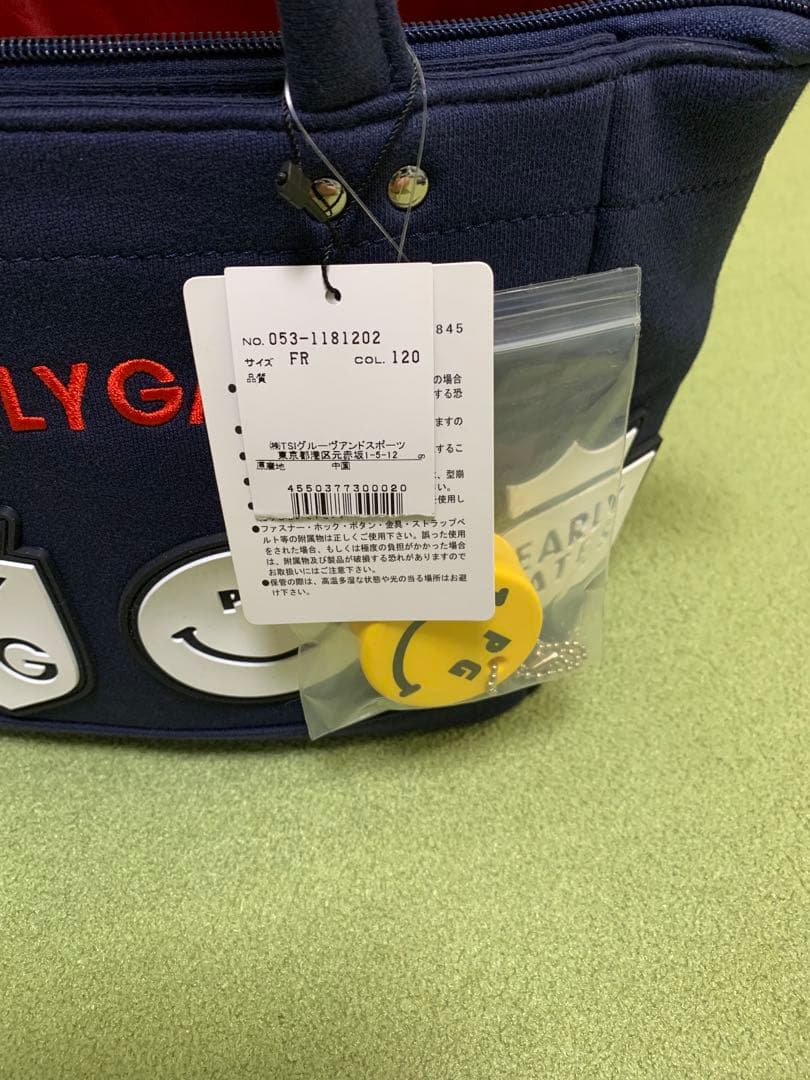 845
NO. 053-1181202
サイズ FR COL. 120
品質
の場合
する恐
ますの
するこ
㈱TSIグルーヴアンドスポーツ
東京都港区元赤坂1-5-12
原産地 中国
、型崩
い。
使用し
4550377300020
●ファスナー・ホック・ボタン・金具・ストラップベ
ルト等の附属物は正しくご使用下さい。誤った使用
をされた場合、もしくは極度の負担がかかった場合
は、附属物及び製品が破損する恐れがありますので
お取扱いにはご注意下さい。
●保管の際は、高温多湿な状態や光の当る場所はお避
け下さい。
LYGA
EARLY
ATES
P
G
PG